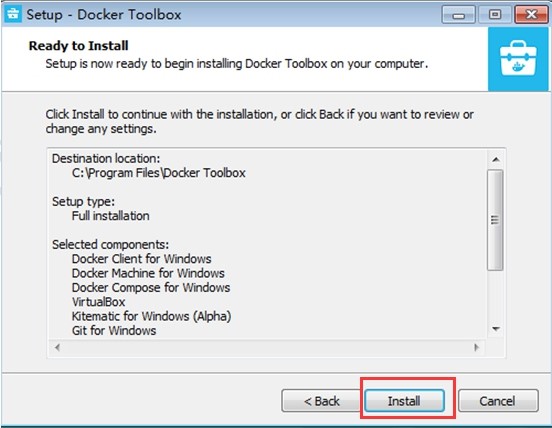 Setup - Docker Toolbox
Ready to Install
Setup is now ready to begin installing Docker Toolbox on your computer.
Click Install to continue with the installation, or click Back if you want to review or
change any settings.
Destination location:
C:\Program Files\Docker Toolbox
Setup type:
Full installation
Selected components:
Docker Client for Windows
Docker Machine for Windows
Docker Compose for Windows
VirtualBox
Kitematic for Windows (Alpha)
Git for Windows
< Back
Install
Cancel